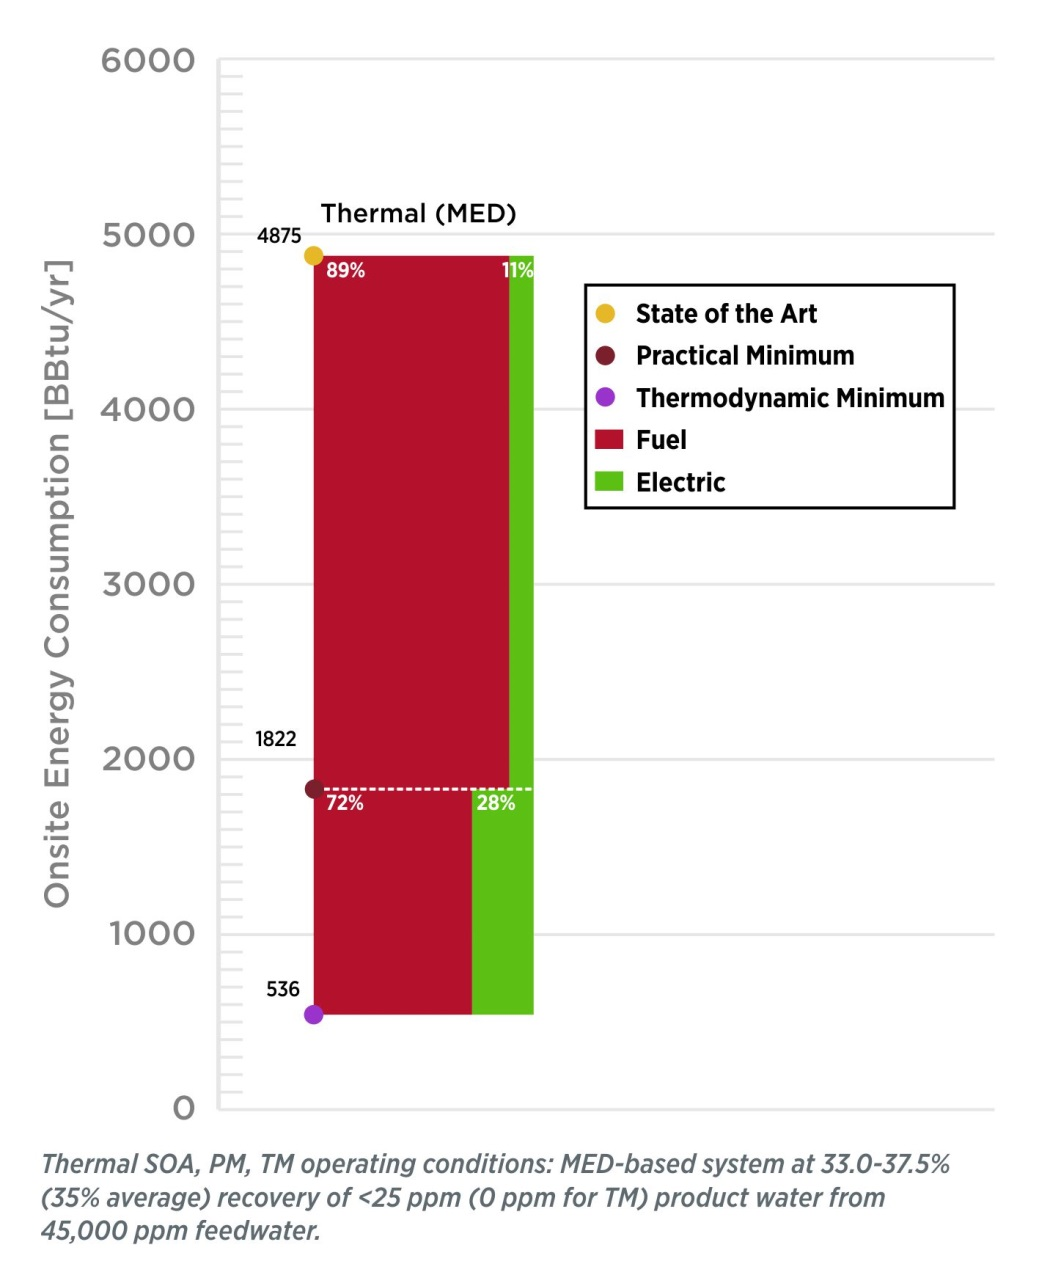 6000
Thermal (MED)
4875
5000
89%
11%
State of the Art
Practical Minimum
Thermodynamic Minimum
Fuel
Electric
4000
Onsite Energy Consumption [BBtu/yr]
3000
1822
2000
72%
28%
1000
536
0
Thermal SOA, PM, TM operating conditions: MED-based system at 33.0-37.5%
(35% average) recovery of <25 ppm (0 ppm for TM) product water from
45,000 ppm feedwater.